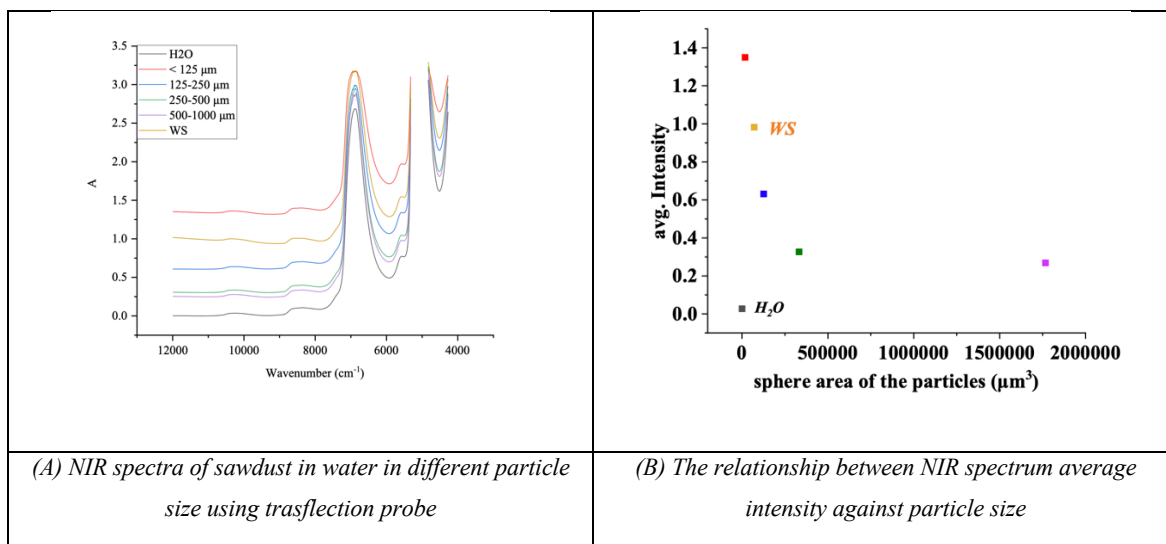 3.5
3.0
2.5
2.0
1.5
1.0
0.5
0.0
A
H2O
< 125 µm
125-250 µm
250-500 µm
500-1000 µm
WS
12000 10000 8000 6000 4000
Wavenumber (cm⁻¹)
1.4
1.2
1.0
0.8
0.6
0.4
0.2
0.0
avg. Intensity
WS
H₂O
0 500000 1000000 1500000 2000000
sphere area of the particles (µm³)
(A) NIR spectra of sawdust in water in different particle
size using trasflection probe
(B) The relationship between NIR spectrum average
intensity against particle size